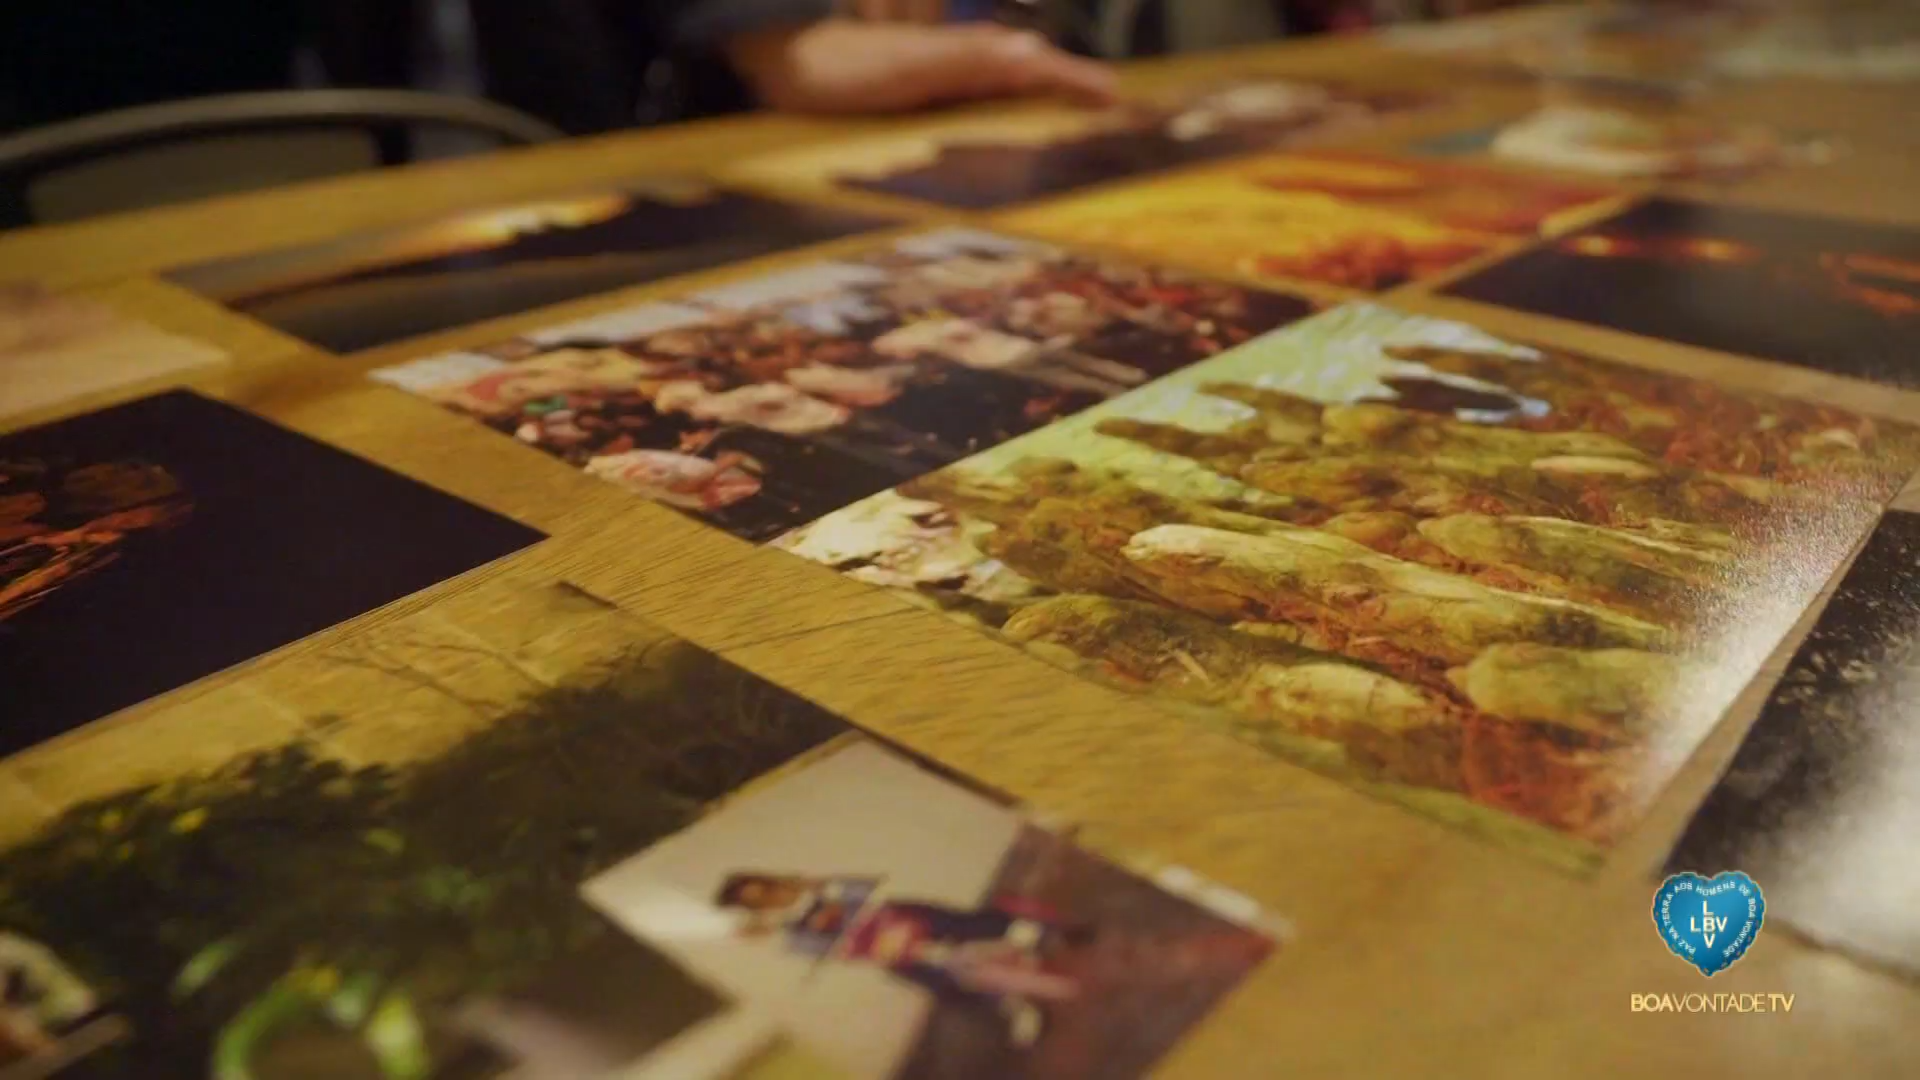 PAZ NA TERRA AOS HOMENS DE BOA VONTADE
L
LBV
V
BOAVONTADE TV